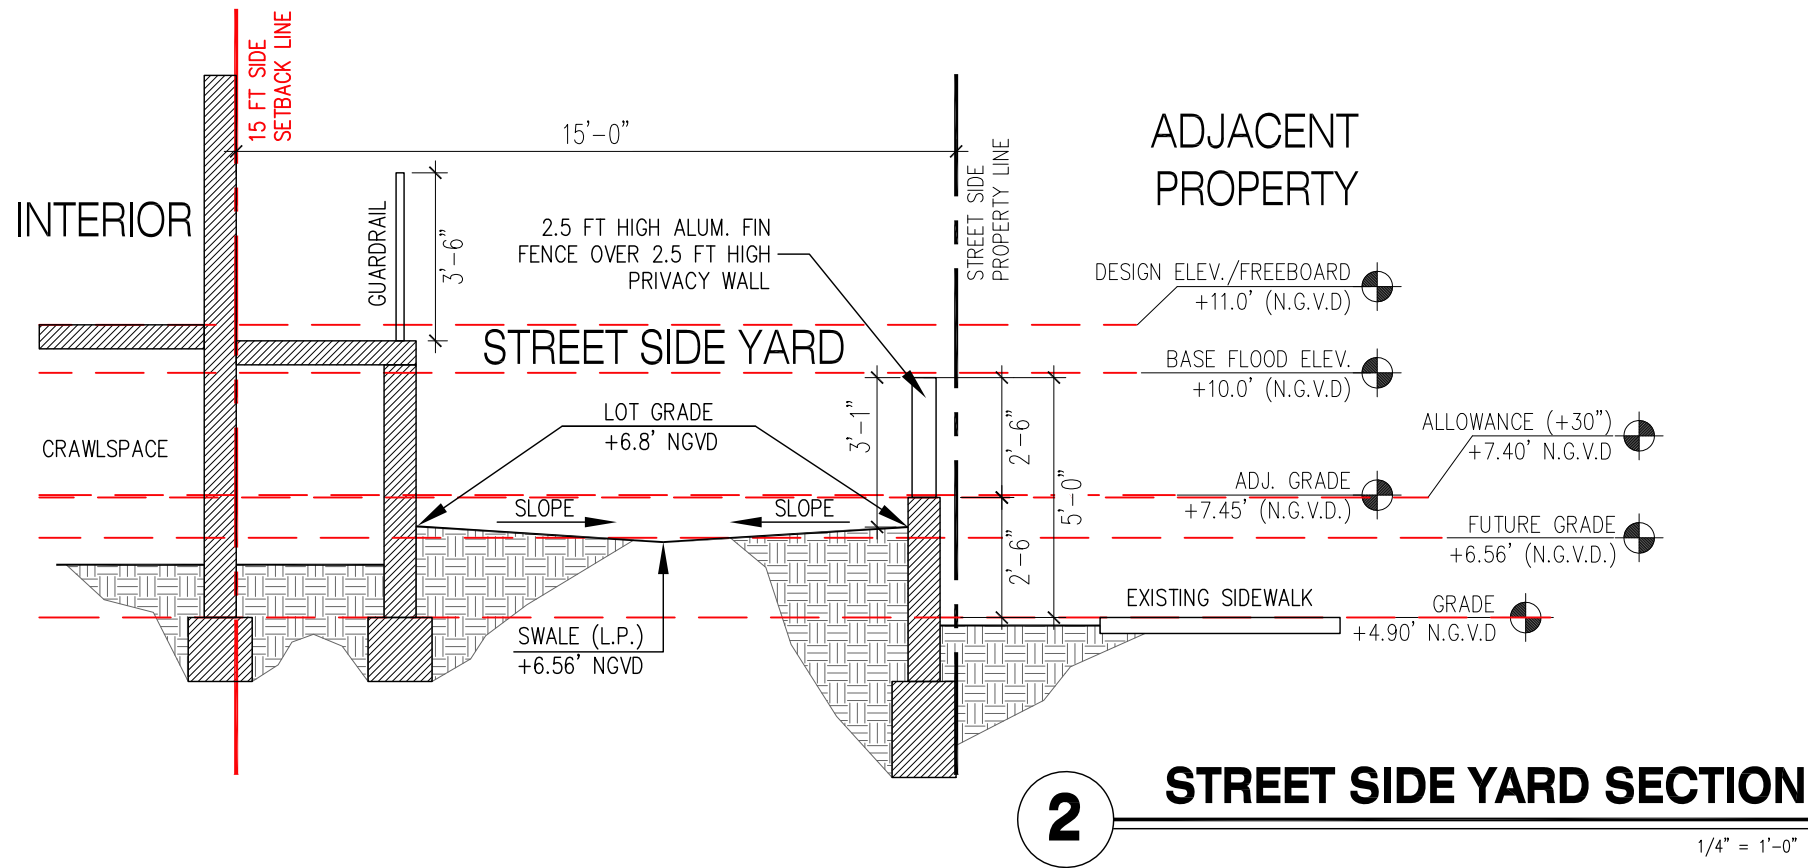 15 FT SIDE
SETBACK LINE
15'-0"
ADJACENT
PROPERTY
INTERIOR
GUARDRAIL
3'-6"
2.5 FT HIGH ALUM. FIN
FENCE OVER 2.5 FT HIGH
PRIVACY WALL
STREET SIDE
PROPERTY LINE
DESIGN ELEV./FREEBOARD
+11.0' (N.G.V.D)
STREET SIDE YARD
BASE FLOOD ELEV.
+10.0' (N.G.V.D)
LOT GRADE
+6.8' NGVD
3'-1"
2'-6"
5'-0"
2'-6"
ALLOWANCE (+30")
+7.40' N.G.V.D
CRAWLSPACE
ADJ. GRADE
+7.45' (N.G.V.D.)
SLOPE
SLOPE
FUTURE GRADE
+6.56' (N.G.V.D.)
EXISTING SIDEWALK
GRADE
+4.90' N.G.V.D
SWALE (L.P.)
+6.56' NGVD
2
STREET SIDE YARD SECTION
1/4" = 1'-0"